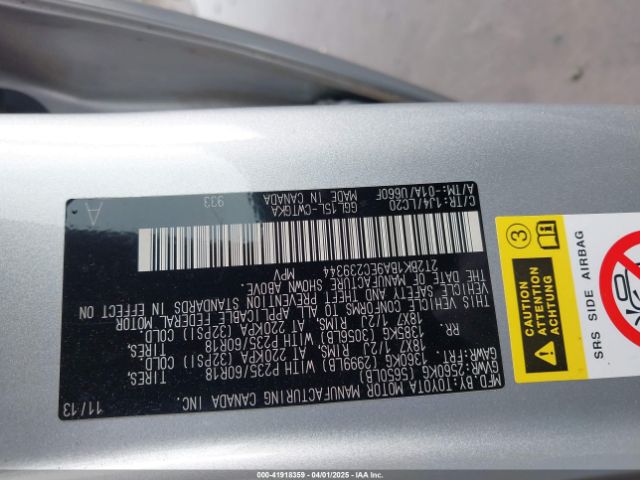 MFD. BY: TOYOTA MOTOR MANUFACTURING CANADA INC. 11/13
GVWR: 2560KG (5650LB)
GAWR: FRT. 1360KG (2999LB) WITH P235/60R18 TIRES,
18X7 1/2J RIMS, AT 220KPA (32PSI) COLD
RR. 1385KG (3056LB) WITH P235/60R18 TIRES,
18X7 1/2J RIMS, AT 220KPA (32PSI) COLD
THIS VEHICLE CONFORMS TO ALL APPLICABLE FEDERAL MOTOR
VEHICLE SAFETY AND THEFT PREVENTION STANDARDS IN EFFECT ON
THE DATE OF MANUFACTURE SHOWN ABOVE.
2T2BK1BA9EC239344 MPV
C/TR:1J4/LC20 GGL15L-CWTGKA 933 A
A/TM:-01A/U660F MADE IN CANADA
CAUTION
ATTENTION
3
SRS SIDE AIRBAG
000-41918359 - 04/01/2025 - IAAI.COM